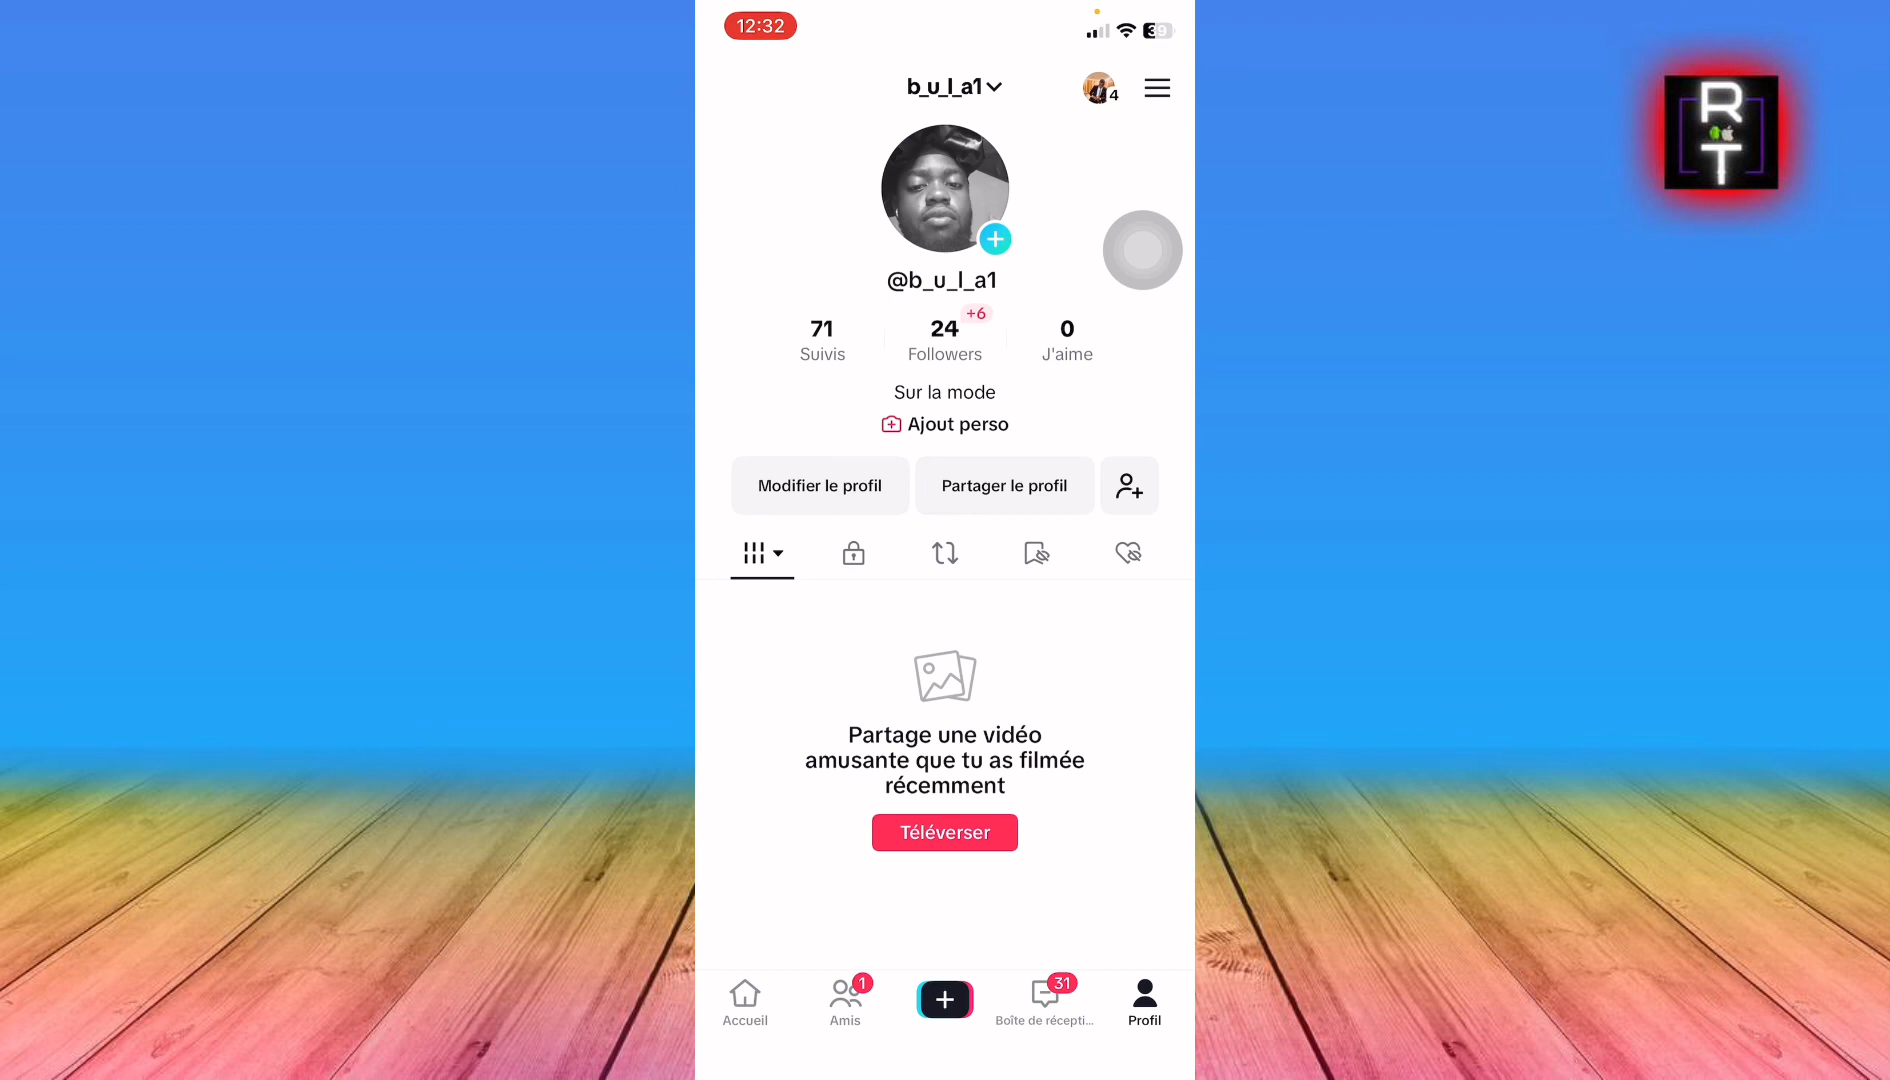 12:32
39
b_u_l_a1
4
R
T
@b_u_l_a1
+6
71
24
0
Suivis
Followers
J'aime
Sur la mode
Ajout perso
Modifier le profil
Partager le profil
Partage une vidéo
amusante que tu as filmée
récemment
Téléverser
1
31
Accueil
Amis
Boîte de récepti...
Profil